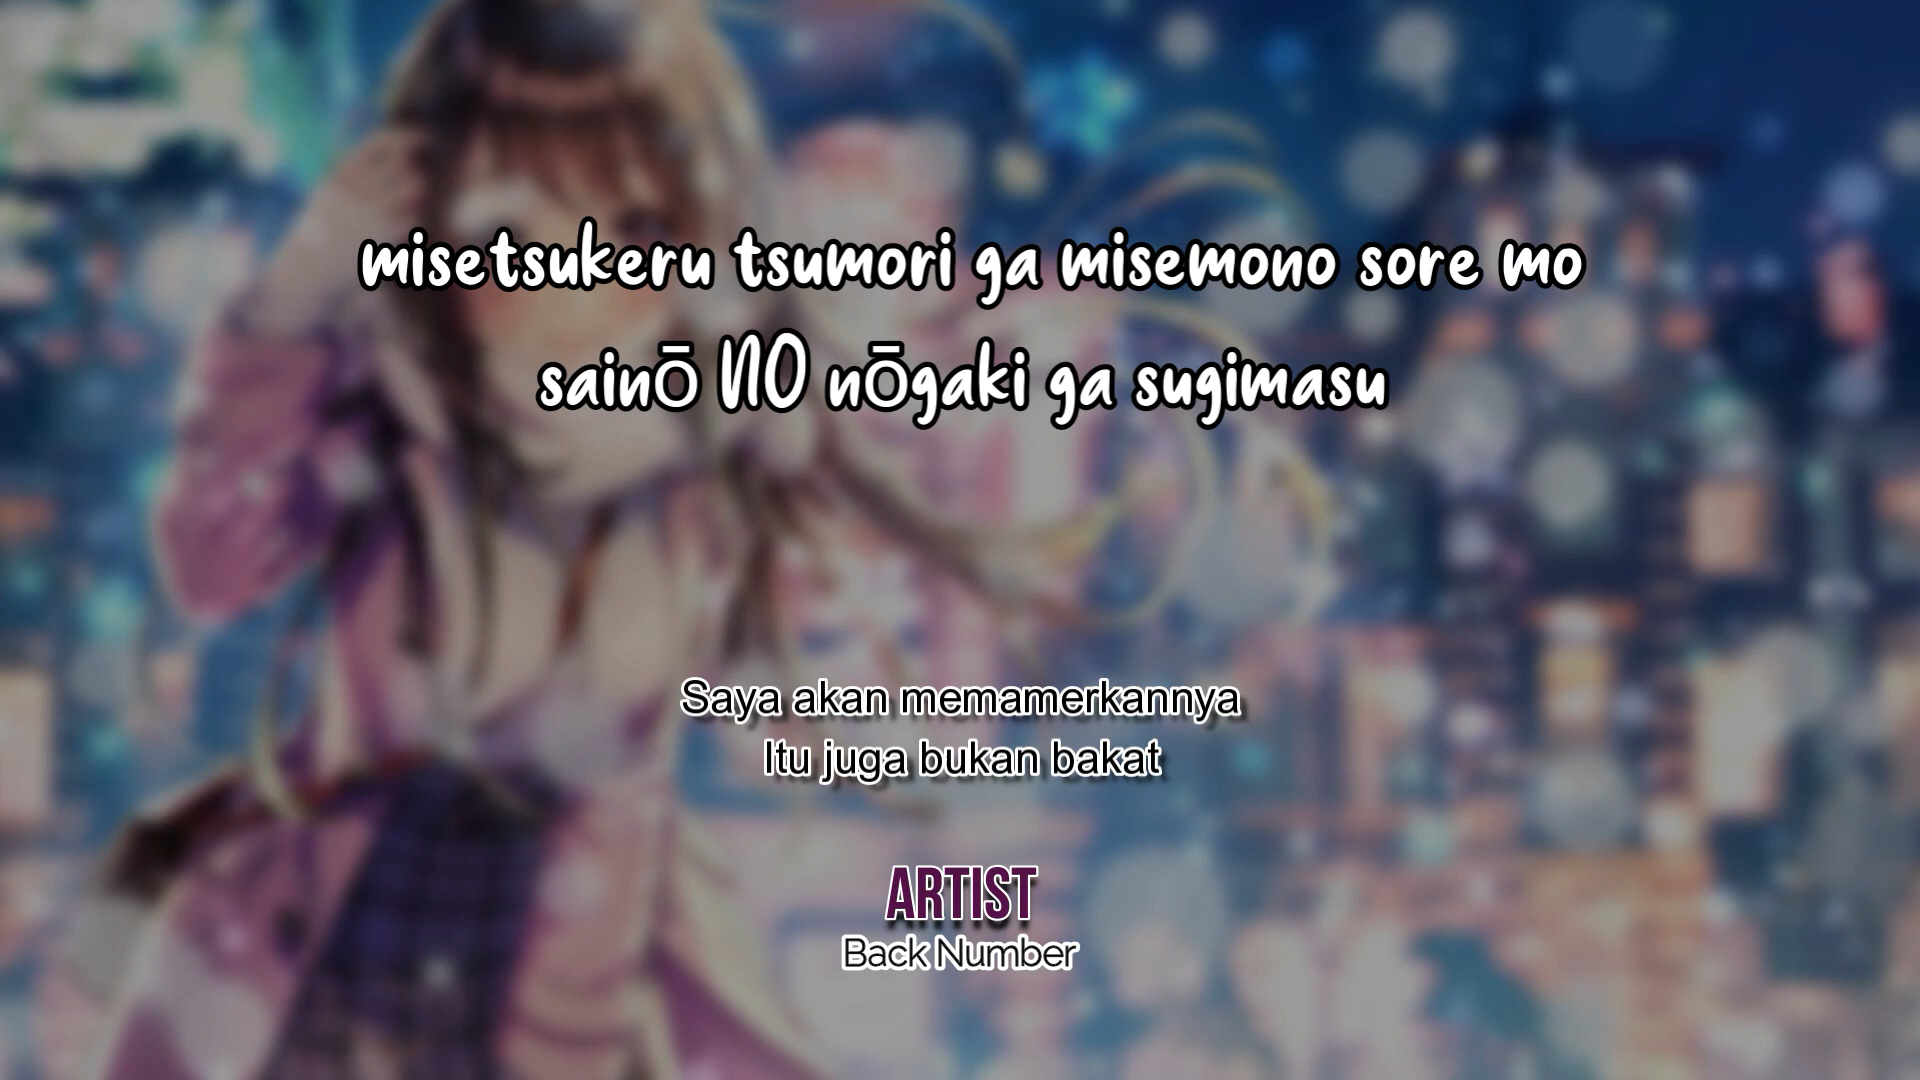 misetsukeru tsumori ga misemono sore mo
sainō NO nōgaki ga sugimasu
Saya akan memamerkannya
Itu juga bukan bakat
ARTIST
Back Number